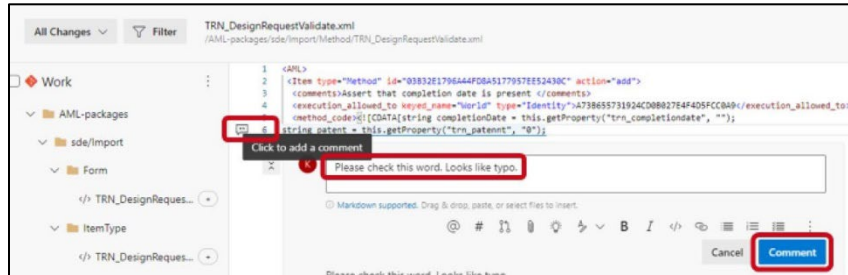 All Changes
Filter
TRN_DesignRequestValidate.xml
/AML-packages/sde/Import/Method/TRN_DesignRequestValidate.xml
Work
AML-packages
sde/Import
Form
</> TRN_DesignReques...
ItemType
</> TRN_DesignReques...
1 <AML>
2 <Item type="Method" id="03B32E1796A44FD8A5177957EE52430C" action="add">
3 <comments>Assert that completion date is present </comments>
4 <execution_allowed_to keyed_name="World" type="Identity">A73B655731924CD0B027E4F4D5FCC0A9</execution_allowed_to>
5 <method_code><![CDATA[string completionDate = this.getProperty("trn_completiondate", "");
6 string patent = this.getProperty("trn_patennt", "0");
Click to add a comment
K
Please check this word. Looks like typo.
Markdown supported. Drag & drop, paste, or select files to insert.
@ # B I </>
Cancel Comment
Please check this word. Looks like typo.